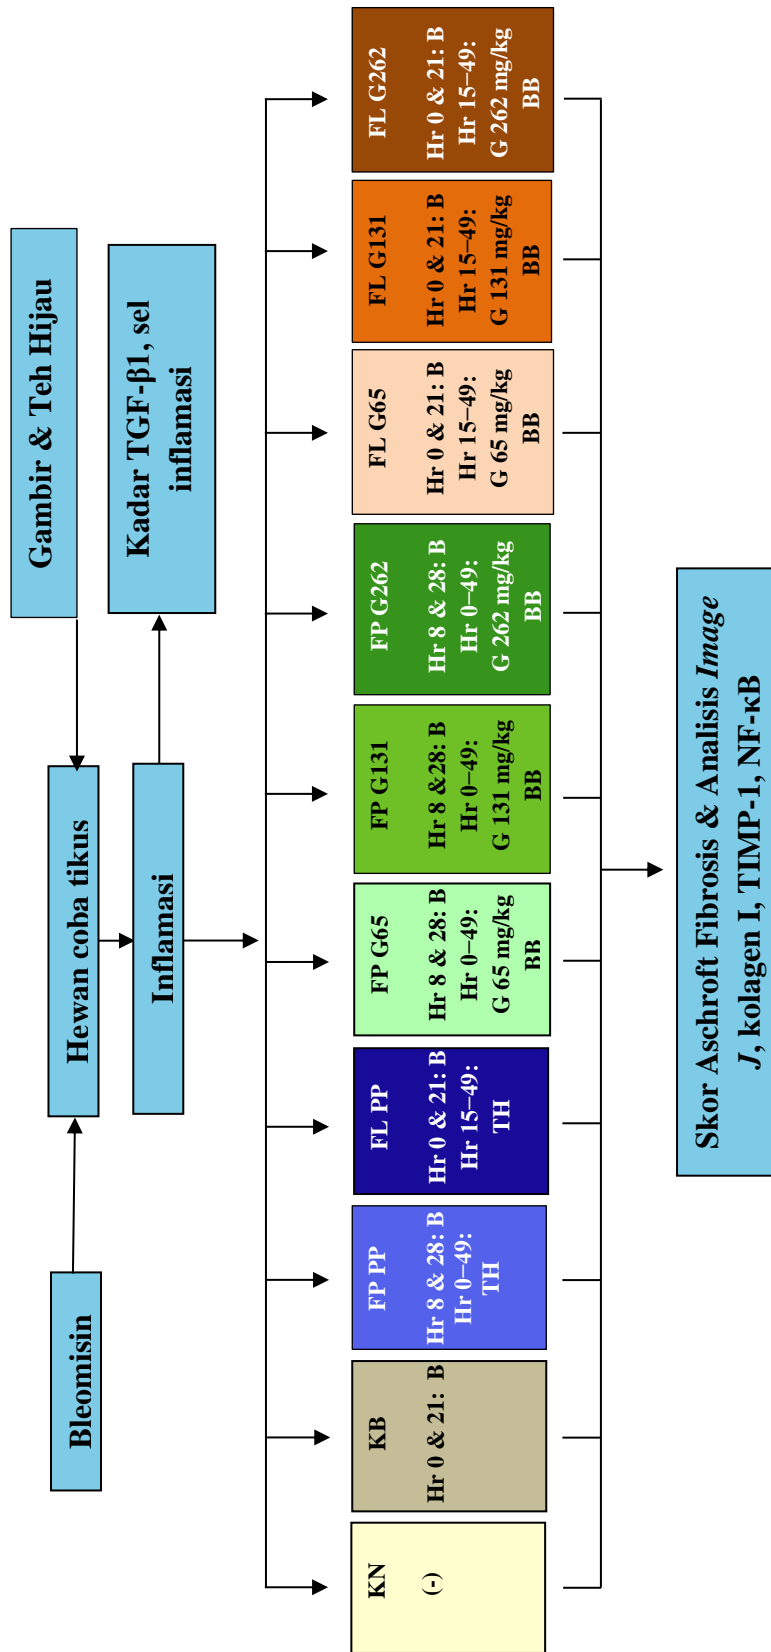 Gambir & Teh Hijau
Bleomisin
Hewan coba tikus
Inflamasi
Kadar TGF-β1, sel
inflamasi
KN
(-)
KB
Hr 0 & 21:  B
FP PP
Hr 8 & 28: B
Hr 0–49:
TH
FL PP
Hr 0 & 21: B
Hr 15–49:
TH
FP G65
Hr 8 & 28: B
Hr 0–49:
G 65 mg/kg
BB
FP G131
Hr 8 &28: B
Hr 0–49:
G 131 mg/kg
BB
FP G262
Hr 8 & 28: B
Hr 0–49:
G 262 mg/kg
BB
FL G65
Hr 0 & 21: B
Hr 15–49:
G 65 mg/kg
BB
FL G131
Hr 0 & 21: B
Hr 15–49:
G 131 mg/kg
BB
FL G262
Hr 0 & 21: B
Hr 15–49:
G 262 mg/kg
BB
Skor Aschroft Fibrosis & Analisis Image
J, kolagen I, TIMP-1, NF-κB